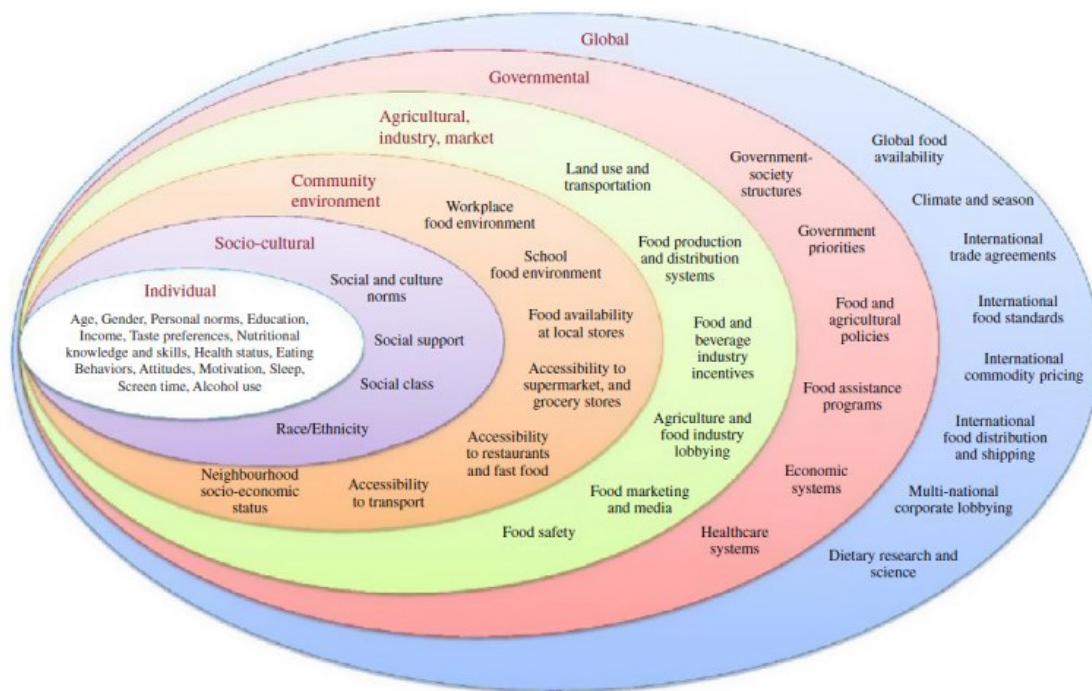 Global
Governmental
Agricultural,
industry, market
Community
environment
Socio-cultural
Individual
Age, Gender, Personal norms, Education,
Income, Taste preferences, Nutritional
knowledge and skills, Health status, Eating
Behaviors, Attitudes, Motivation, Sleep,
Screen time, Alcohol use
Social and culture
norms
Social support
Social class
Race/Ethnicity
Workplace
food environment
School
food environment
Food availability
at local stores
Accessibility to
supermarket, and
grocery stores
Accessibility
to restaurants
and fast food
Accessibility
to transport
Neighbourhood
socio-economic
status
Land use and
transportation
Food production
and distribution
systems
Food and
beverage
industry
incentives
Agriculture and
food industry
lobbying
Food marketing
and media
Food safety
Government-
society
structures
Government
priorities
Food and
agricultural
policies
Food assistance
programs
Economic
systems
Healthcare
systems
Global food
availability
Climate and season
International
trade agreements
International
food standards
International
commodity pricing
International
food distribution
and shipping
Multi-national
corporate lobbying
Dietary research and
science